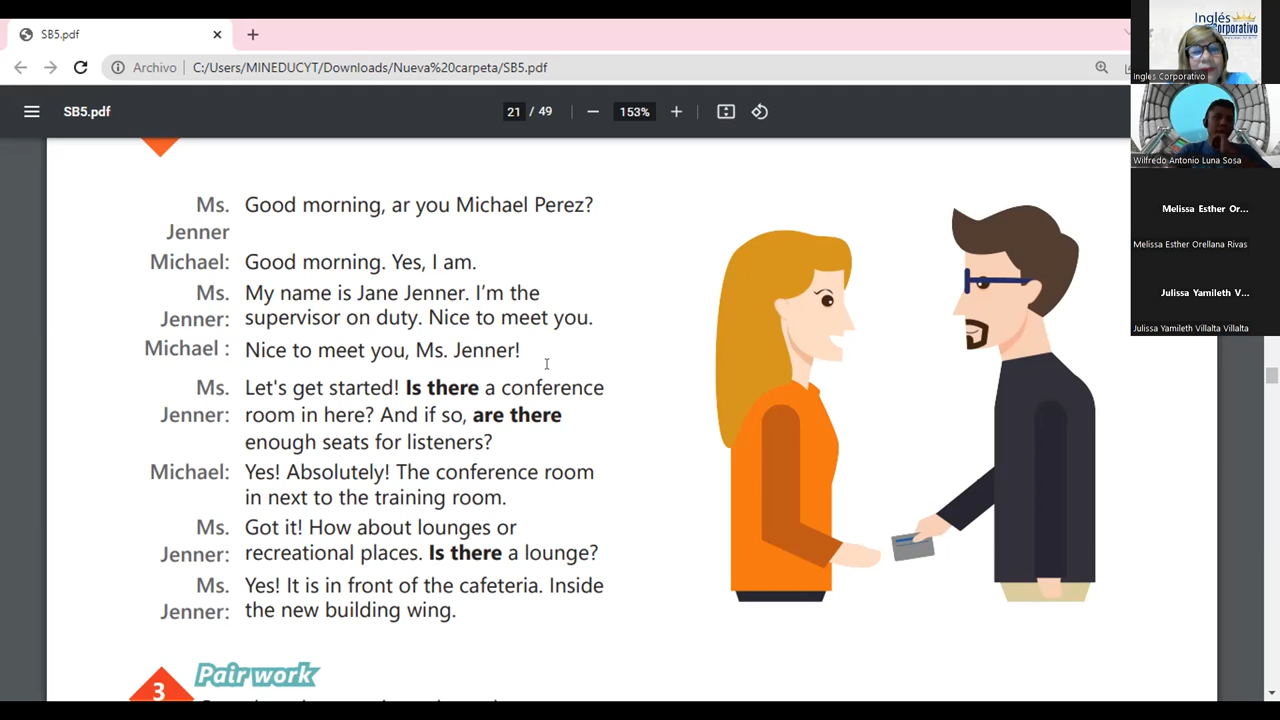 SB5.pdf
Archivo
C:/Users/MINEDUCYT/Downloads/Nueva%20carpeta/SB5.pdf
SB5.pdf
21 / 49
153%
Ms. Good morning, ar you Michael Perez?
Jenner
Michael: Good morning. Yes, I am.
Ms. My name is Jane Jenner. I'm the
Jenner: supervisor on duty. Nice to meet you.
Michael : Nice to meet you, Ms. Jenner!
Ms. Let's get started! Is there a conference
Jenner: room in here? And if so, are there
enough seats for listeners?
Michael: Yes! Absolutely! The conference room
in next to the training room.
Ms. Got it! How about lounges or
Jenner: recreational places. Is there a lounge?
Ms. Yes! It is in front of the cafeteria. Inside
Jenner: the new building wing.
3 Pair work
Inglés
Corporativo
Ingles Corporativo
Wilfredo Antonio Luna Sosa
Melissa Esther Or...
Melissa Esther Orellana Rivas
Julissa Yamileth V...
Julissa Yamileth Villalta Villalta